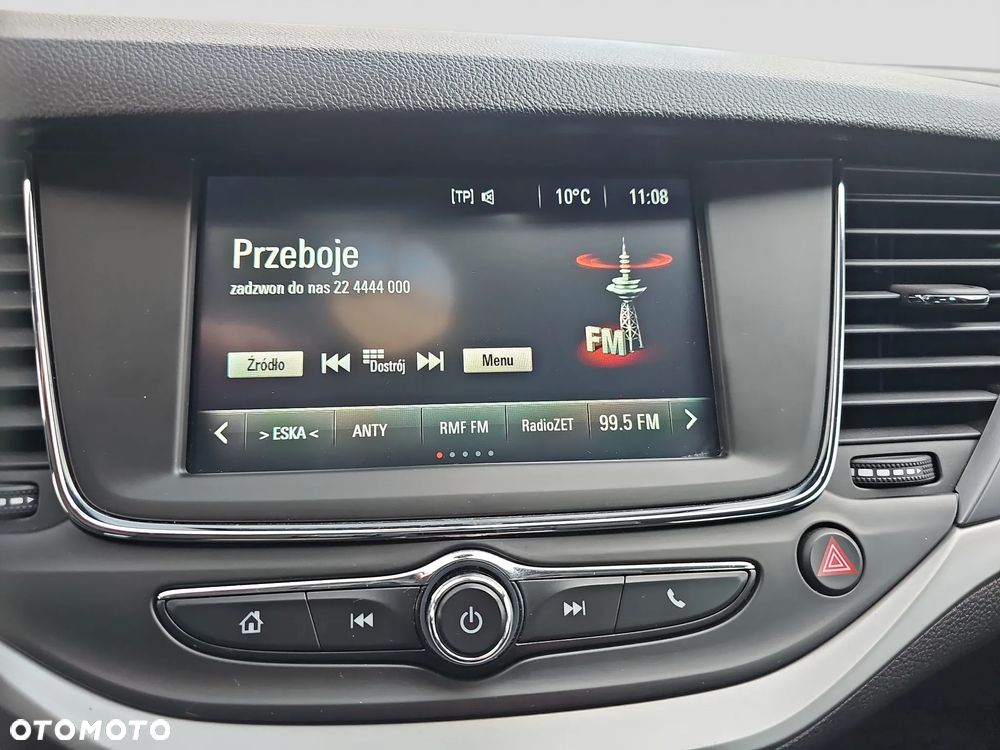 [TP] 10°C 11:08
Przeboje
zadzwon do nas 22 4444 000
FM
Źródło Dostrój Menu
> ESKA < ANTY RMF FM RadioZET 99.5 FM
OTOMOTO